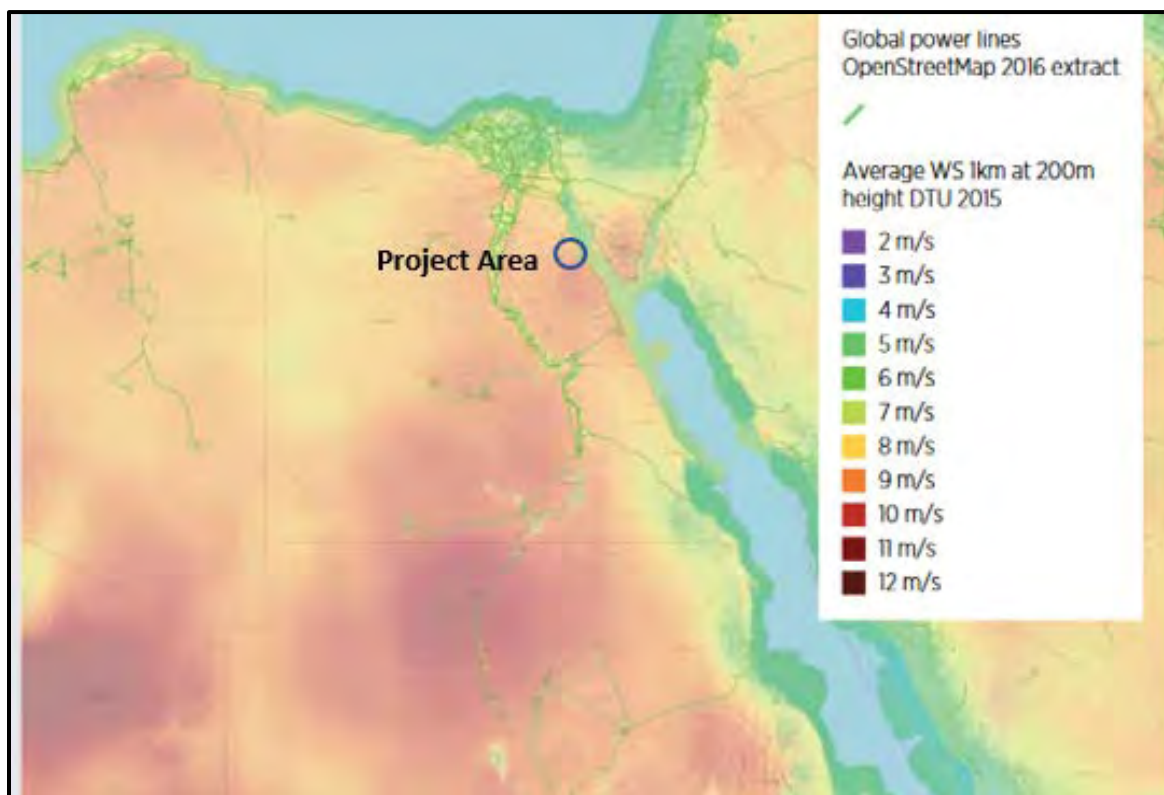 Global power lines
OpenStreetMap 2016 extract
Average WS 1km at 200m
height DTU 2015
2 m/s
3 m/s
4 m/s
5 m/s
6 m/s
7 m/s
8 m/s
9 m/s
10 m/s
11 m/s
12 m/s
Project Area